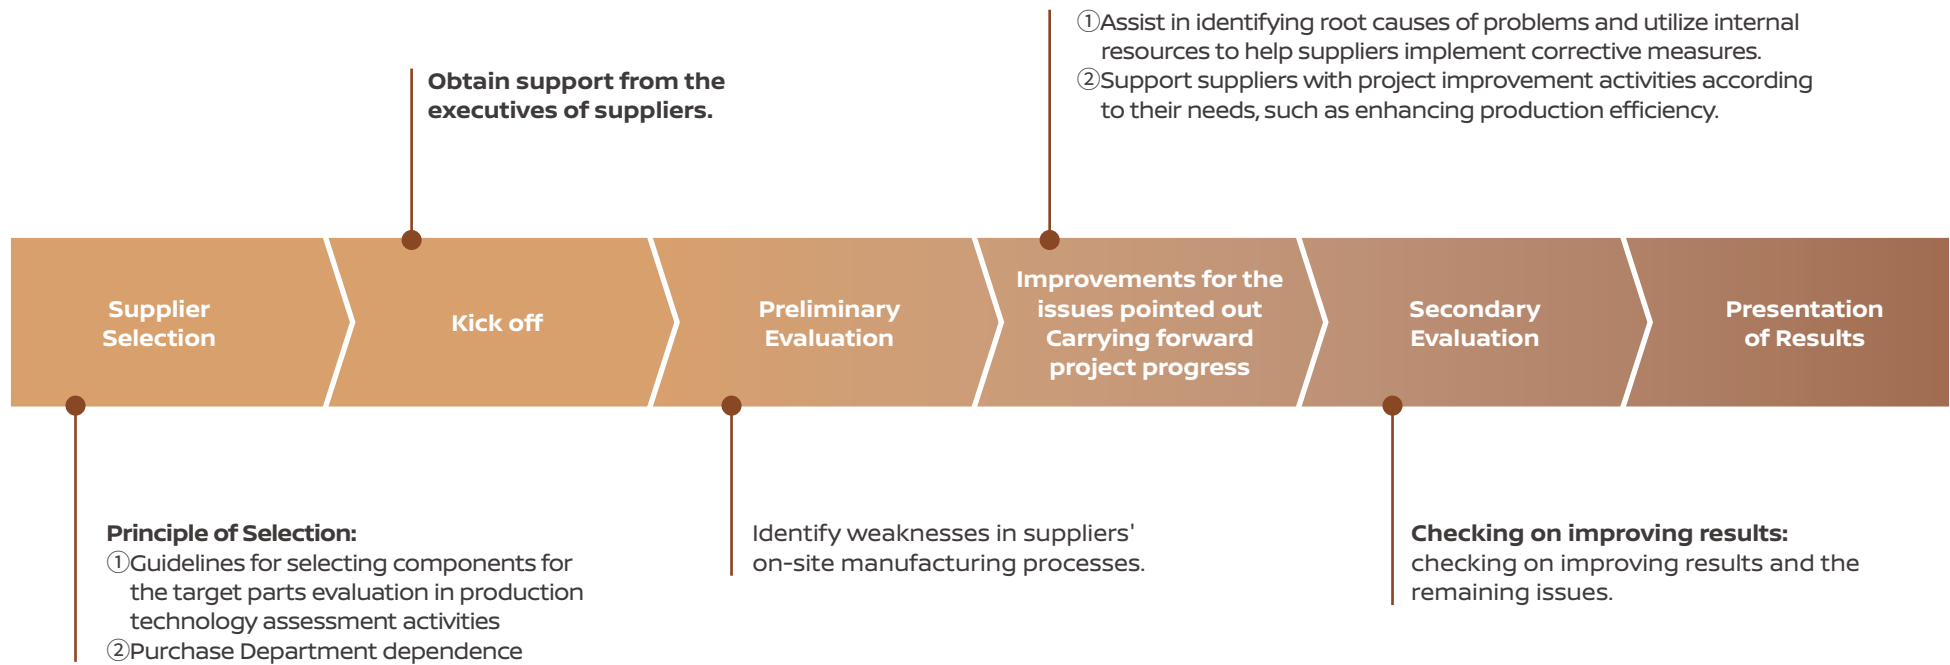 ①Assist in identifying root causes of problems and utilize internal
resources to help suppliers implement corrective measures.
②Support suppliers with project improvement activities according
to their needs, such as enhancing production efficiency.
Obtain support from the
executives of suppliers.
Supplier
Selection
Kick off
Preliminary
Evaluation
Improvements for the
issues pointed out
Carrying forward
project progress
Secondary
Evaluation
Presentation
of Results
Principle of Selection:
①Guidelines for selecting components for
the target parts evaluation in production
technology assessment activities
②Purchase Department dependence
Identify weaknesses in suppliers'
on-site manufacturing processes.
Checking on improving results:
checking on improving results and the
remaining issues.